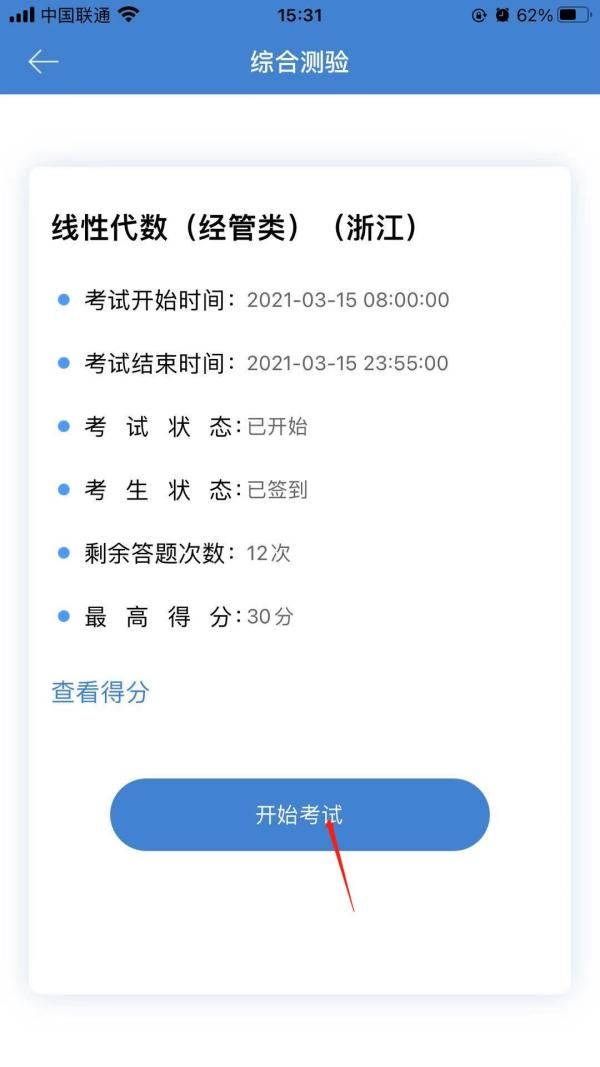 中国联通 15:31 62%
综合测验
线性代数（经管类）（浙江）
考试开始时间：2021-03-15 08:00:00
考试结束时间：2021-03-15 23:55:00
考 试 状 态：已开始
考 生 状 态：已签到
剩余答题次数：12次
最 高 得 分：30分
查看得分
开始考试